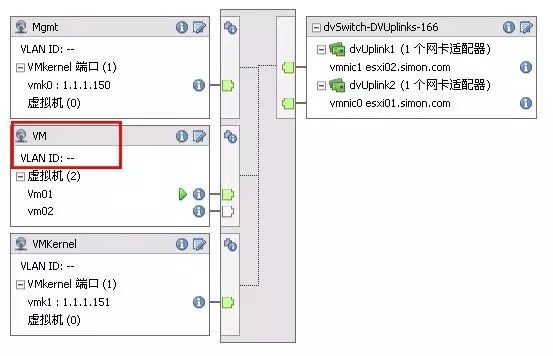 Mgmt
VLAN ID: --
VMkernel 端口 (1)
vmk0 : 1.1.1.150
虚拟机 (0)
VM
VLAN ID: --
虚拟机 (2)
Vm01
vm02
VMKernel
VLAN ID: --
VMkernel 端口 (1)
vmk1 : 1.1.1.151
虚拟机 (0)
dvSwitch-DVUplinks-166
dvUplink1 (1 个网卡适配器)
vmnic1 esxi02.simon.com
dvUplink2 (1 个网卡适配器)
vmnic0 esxi01.simon.com